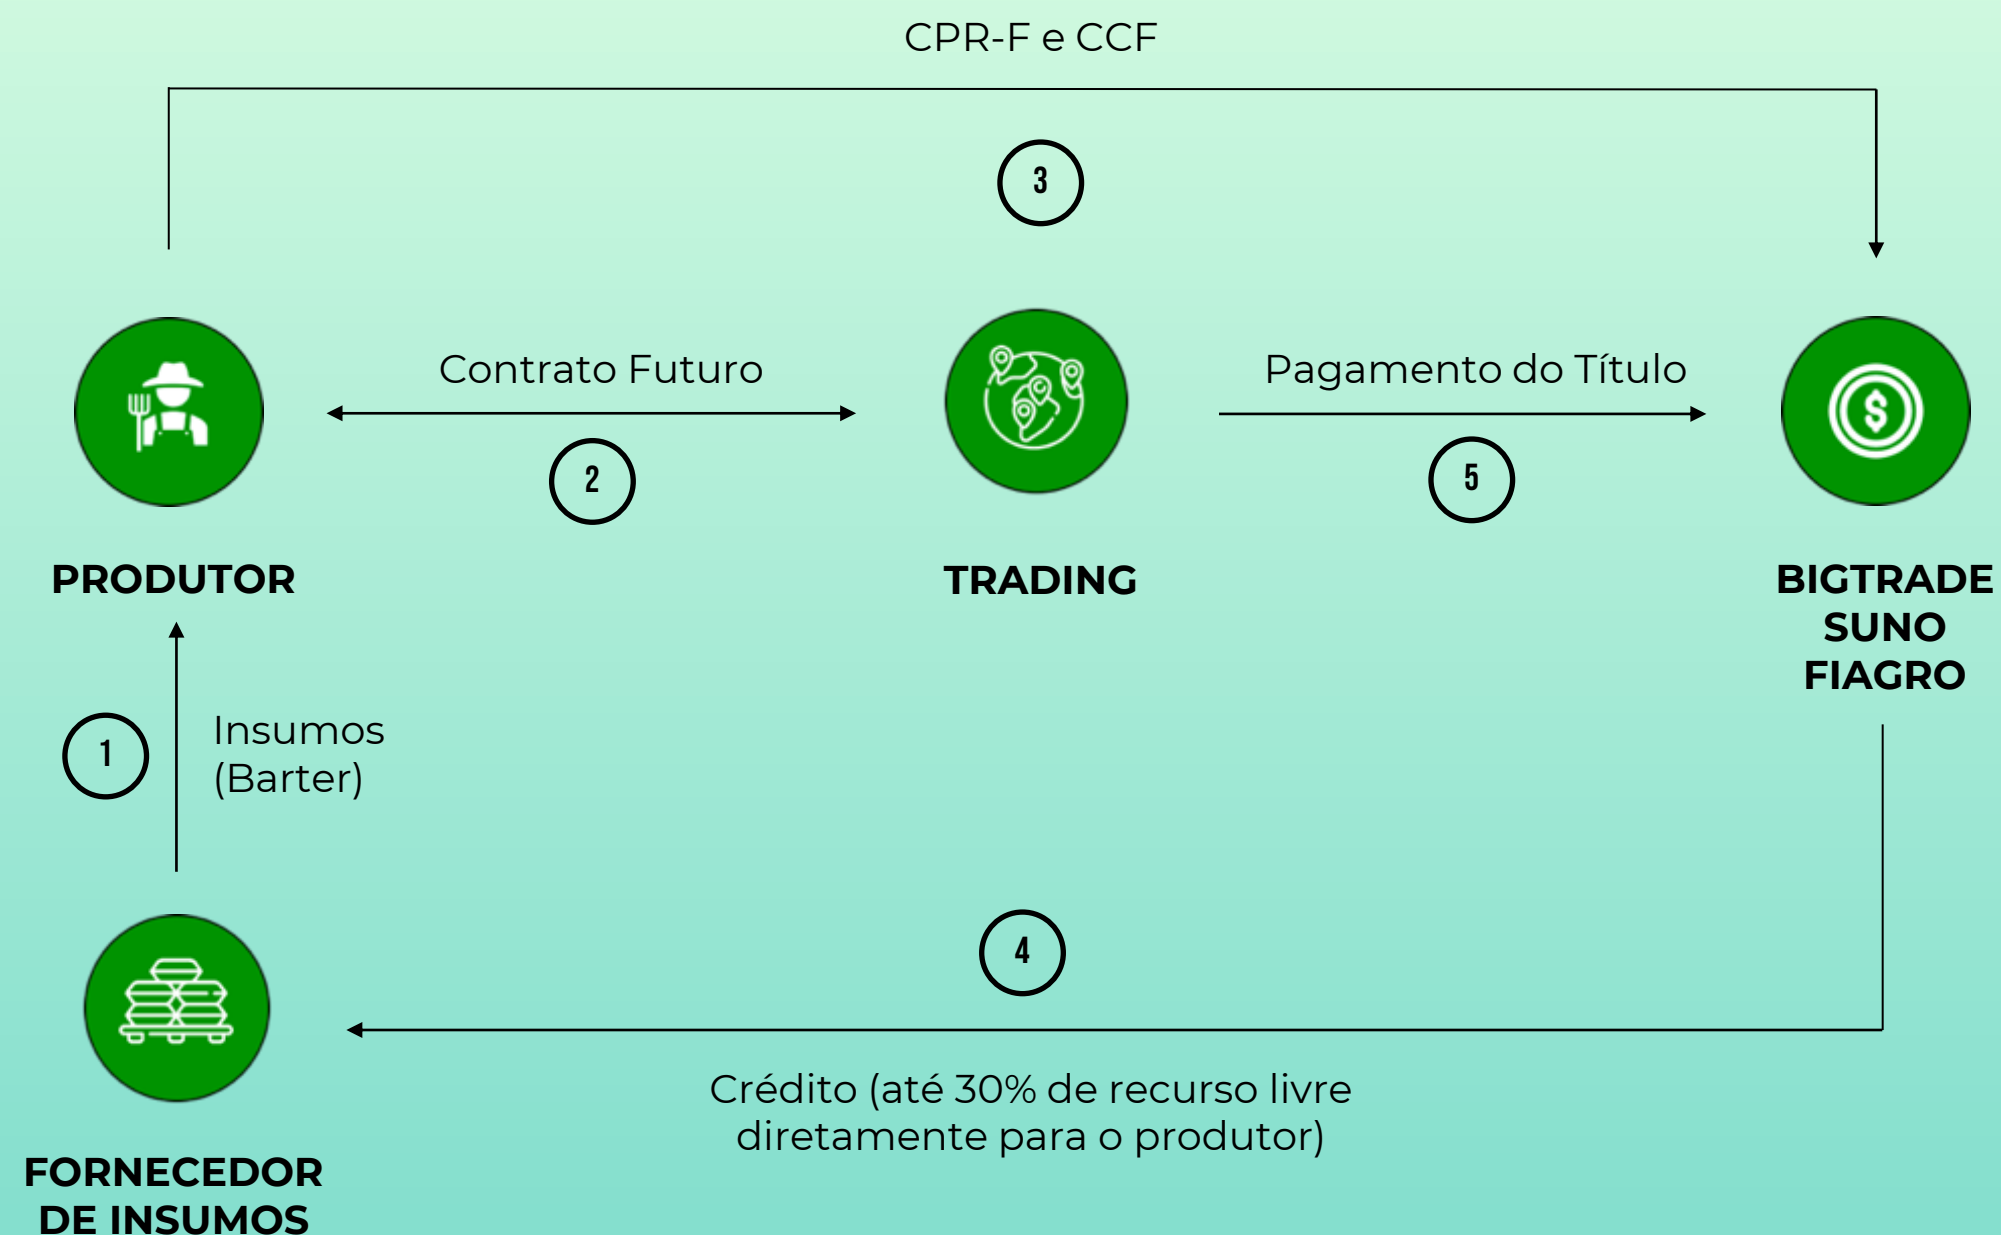 CPR-F e CCF
3
Contrato Futuro
Pagamento do Título
2
5
PRODUTOR
TRADING
BIGTRADE
SUNO
FIAGRO
1
Insumos
(Barter)
4
Crédito (até 30% de recurso livre
diretamente para o produtor)
FORNECEDOR
DE INSUMOS